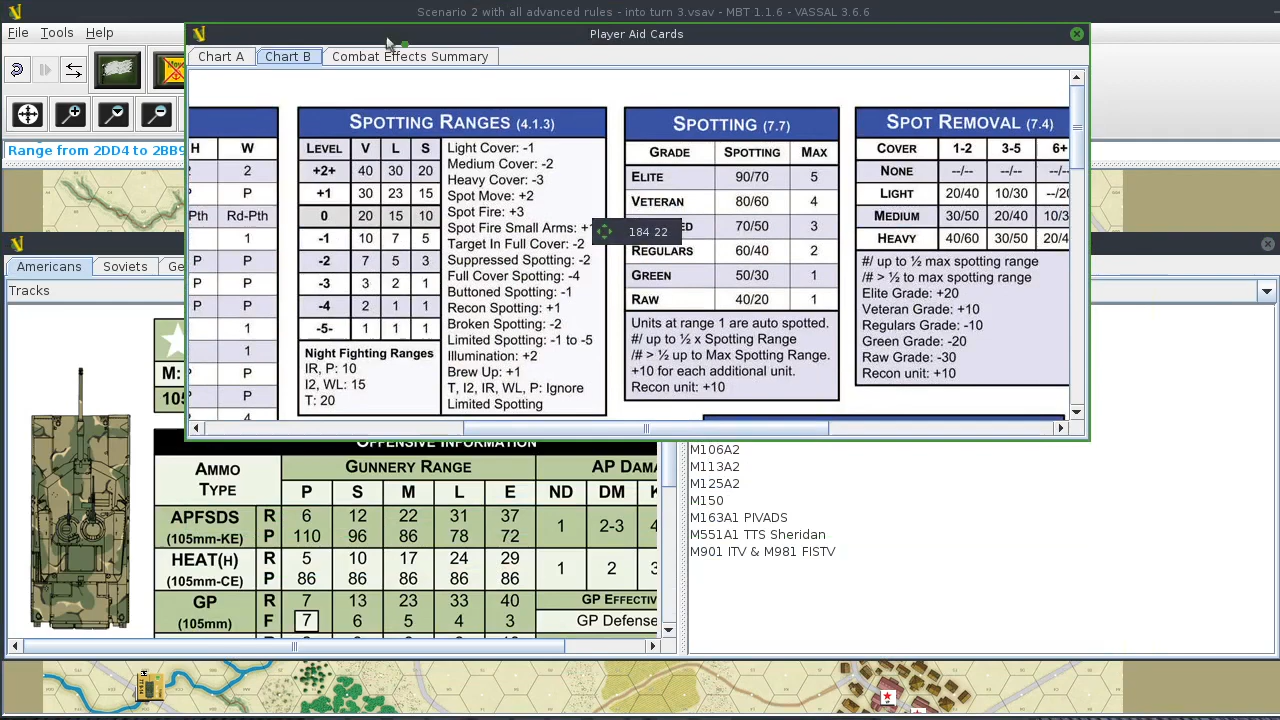 Scenario 2 with all advanced rules - into turn 3.vsav - MBT 1.1.6 - VASSAL 3.6.6
File Tools Help
Player Aid Cards
Chart A Chart B Combat Effects Summary
Range from 2DD4 to 2BB9
H W
2
P P
Pth Rd-Pth
1
P P
P P
P P
1
1
P P
P P
4
SPOTTING RANGES (4.1.3)
LEVEL V L S
+2+ 40 30 20
+1 30 23 15
0 20 15 10
-1 10 7 5
-2 7 5 3
-3 3 2 1
-4 2 1 1
-5- 1 1 1
Night Fighting Ranges
IR, P: 10
I2, WL: 15
T: 20
Light Cover: -1
Medium Cover: -2
Heavy Cover: -3
Spot Move: +2
Spot Fire: +3
Spot Fire Small Arms: +
Target In Full Cover: -2
Suppressed Spotting: -2
Full Cover Spotting: -4
Buttoned Spotting: -1
Recon Spotting: +1
Broken Spotting: -2
Limited Spotting: -1 to -5
Illumination: +2
Brew Up: +1
T, I2, IR, WL, P: Ignore
Limited Spotting
SPOTTING (7.7)
GRADE SPOTTING MAX
ELITE 90/70 5
VETERAN 80/60 4
ED 70/50 3
REGULARS 60/40 2
GREEN 50/30 1
RAW 40/20 1
Units at range 1 are auto spotted.
#/ up to ½ x Spotting Range
/# > ½ up to Max Spotting Range.
+10 for each additional unit.
Recon unit: +10
184 22
SPOT REMOVAL (7.4)
COVER 1-2 3-5 6+
NONE --/-- --/-- --/--
LIGHT 20/40 10/30 --/20
MEDIUM 30/50 20/40 10/3
HEAVY 40/60 30/50 20/4
#/ up to ½ max spotting range
/# > ½ to max spotting range
Elite Grade: +20
Veteran Grade: +10
Regulars Grade: -10
Green Grade: -20
Raw Grade: -30
Recon unit: +10
Americans Soviets Ge
Tracks
M:
105
OFFENSIVE INFORMATION
AMMO TYPE GUNNERY RANGE AP DAMA
P S M L E ND DM K
APFSDS R 6 12 22 31 37 1 2-3 4
(105mm-KE) P 110 96 86 78 72
HEAT(H) R 5 10 17 24 29 1 2 3
(105mm-CE) P 86 86 86 86 86
GP R 7 13 23 33 40 GP EFFECTIV
(105mm) F 7 6 5 4 3 GP Defense
M106A2
M113A2
M125A2
M150
M163A1 PIVADS
M551A1 TTS Sheridan
M901 ITV & M981 FISTV